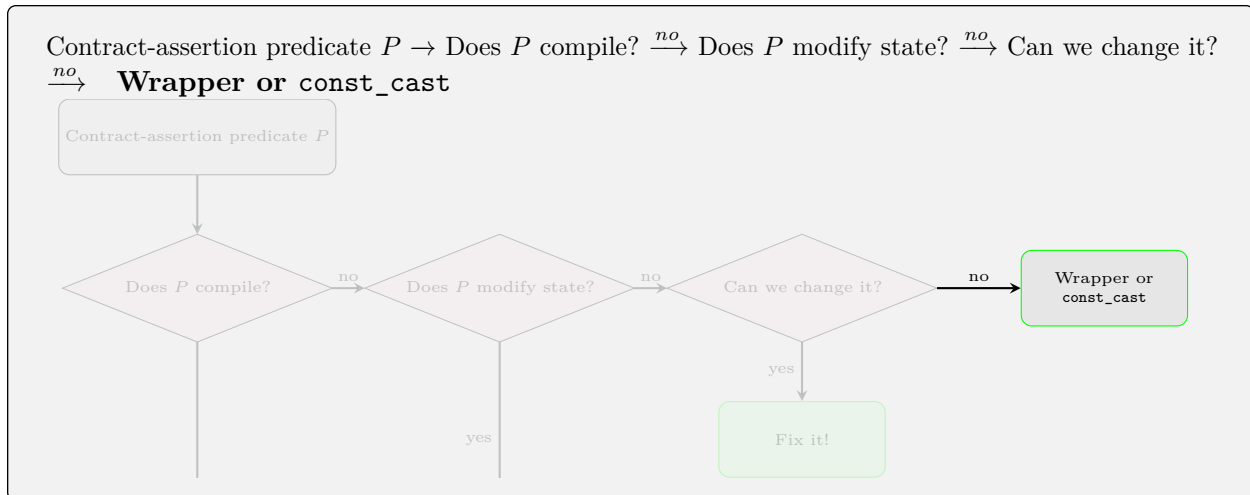 Contract-assertion predicate P → Does P compile? no→ Does P modify state? no→ Can we change it?
no→ Wrapper or const_cast
Contract-assertion predicate P
Does P compile?
no
Does P modify state?
no
Can we change it?
no
Wrapper or
const_cast
yes
yes
Fix it!